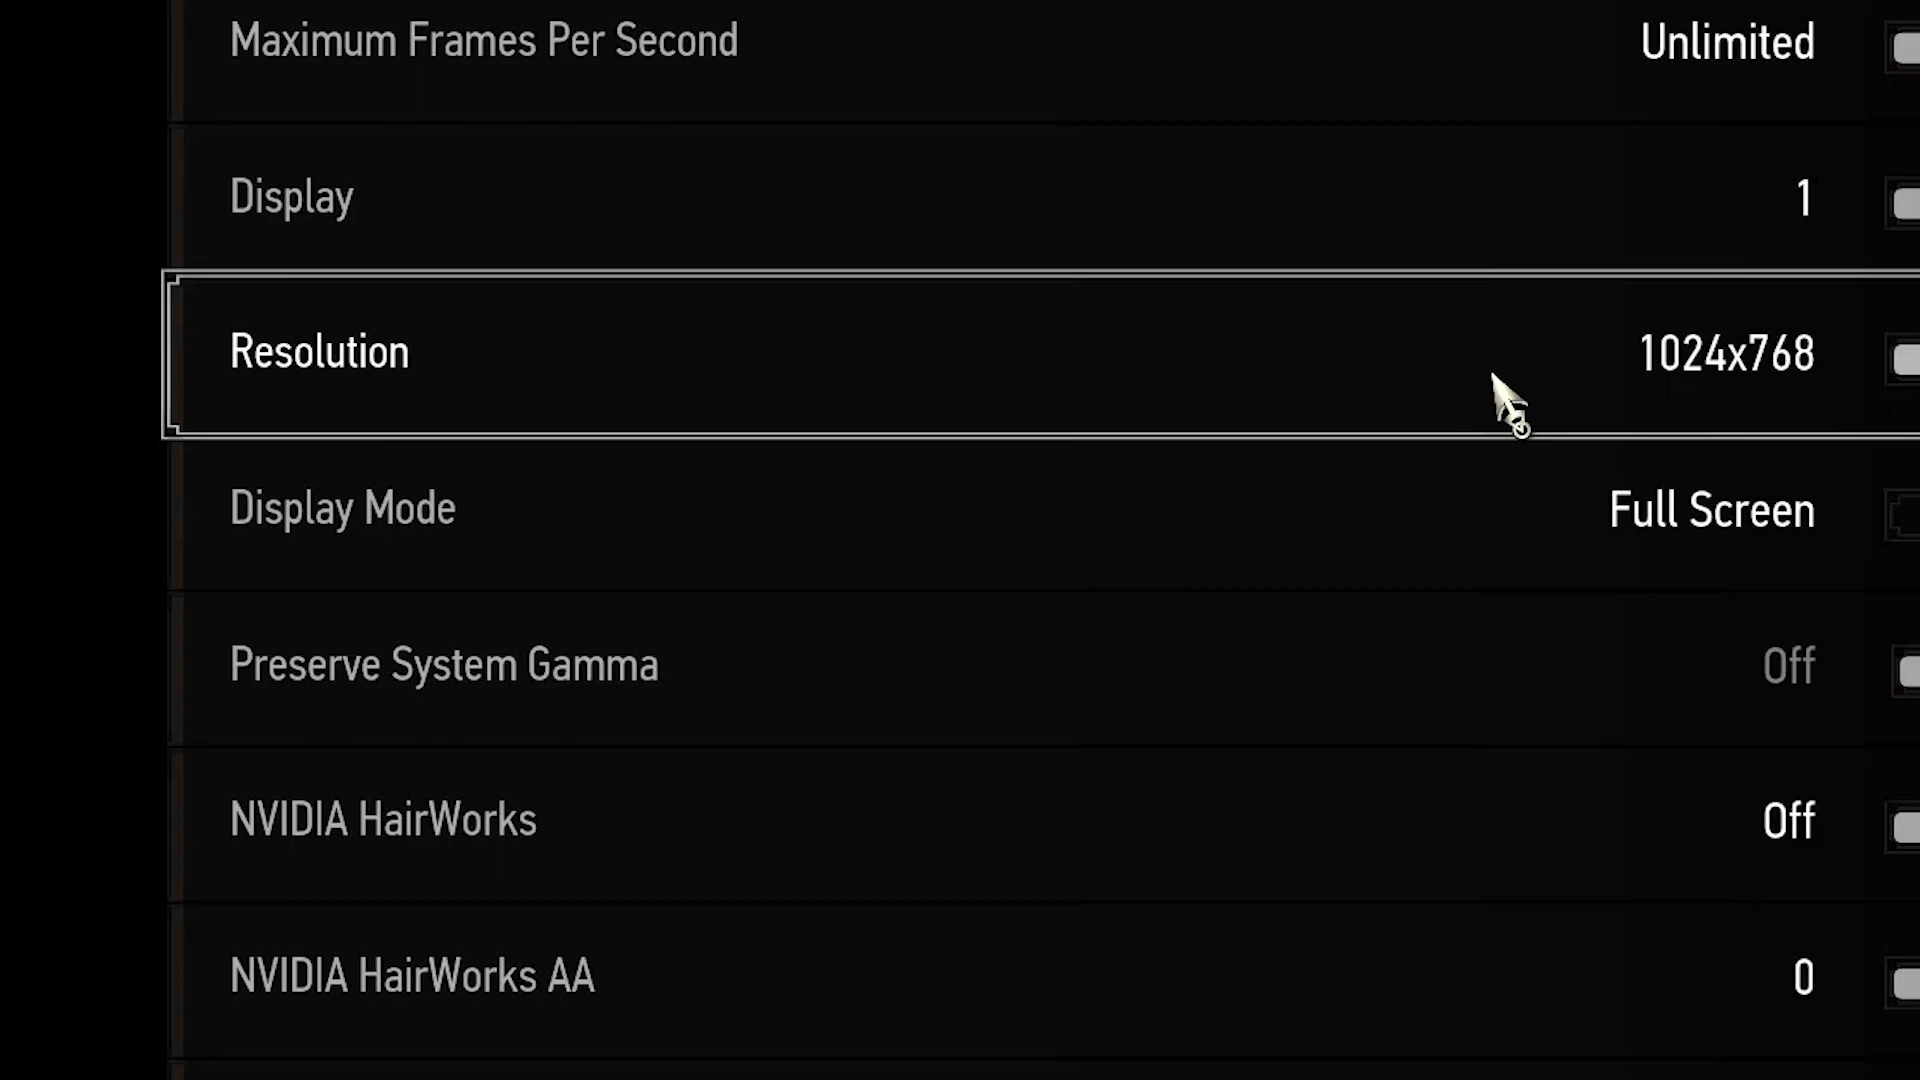 Maximum Frames Per Second Unlimited
Display 1
Resolution 1024x768
Display Mode Full Screen
Preserve System Gamma Off
NVIDIA HairWorks Off
NVIDIA HairWorks AA 0